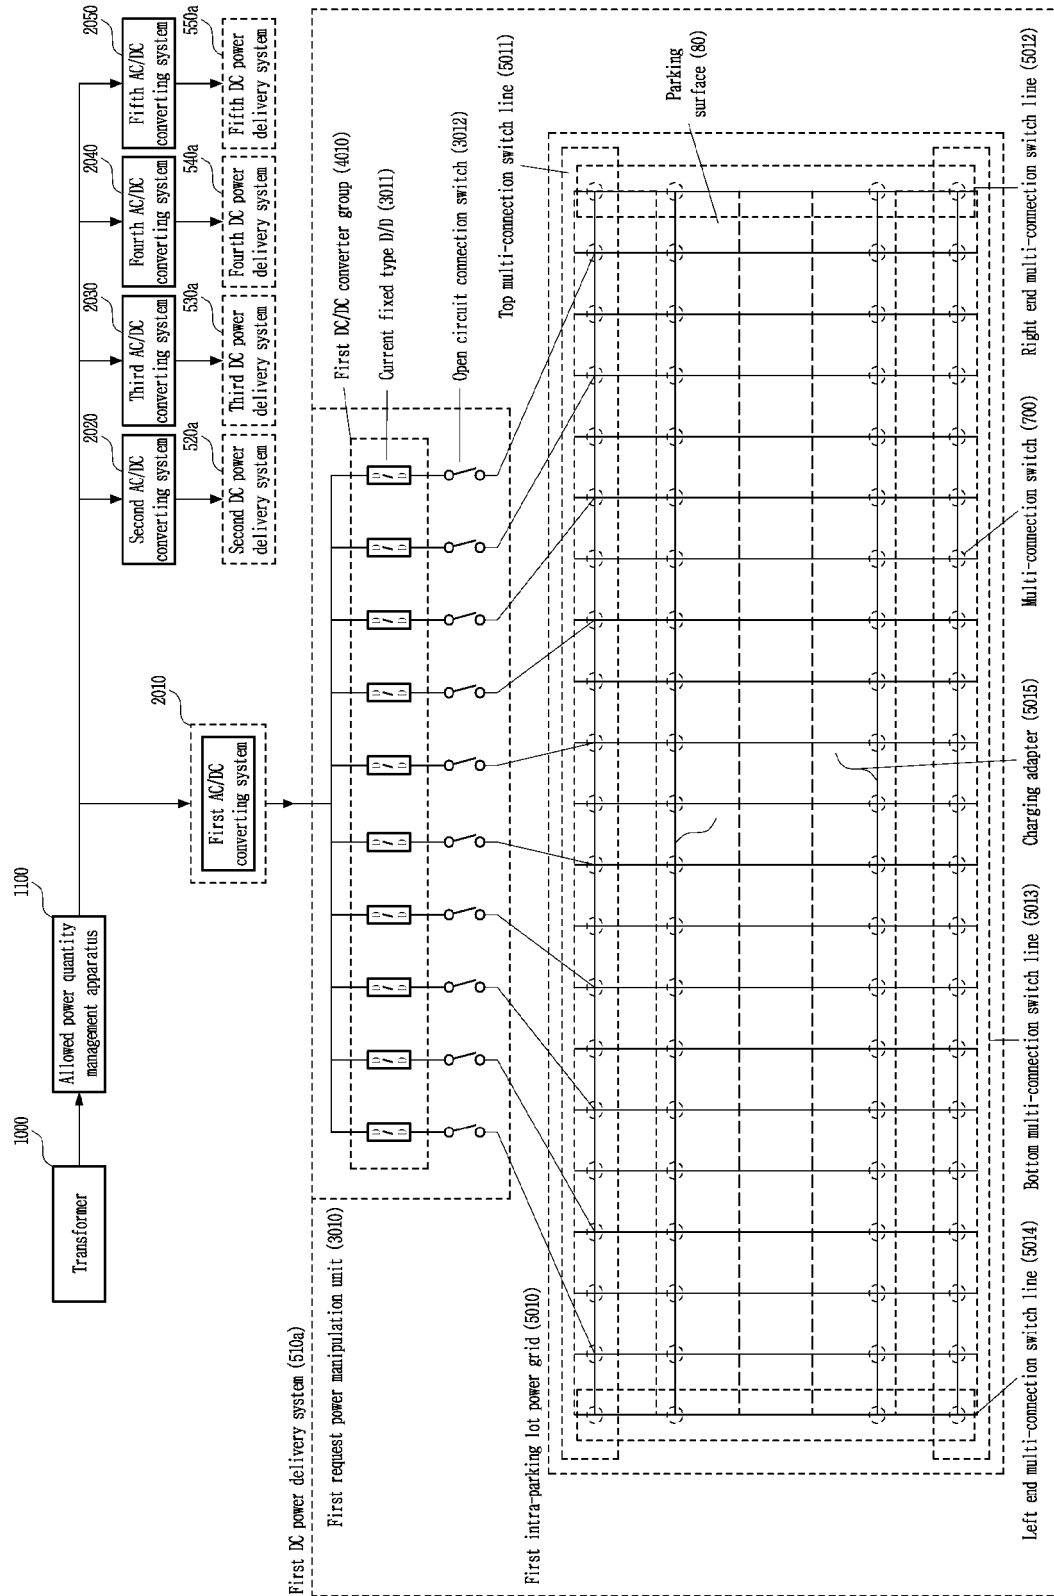 Transformer
1000
Allowed power quantity
management apparatus
1100
First AC/DC
converting system
2010
Second AC/DC
converting system
2020
Third AC/DC
converting system
2030
Fourth AC/DC
converting system
2040
Fifth AC/DC
converting system
2050
Second DC power
delivery system
520a
Third DC power
delivery system
530a
Fourth DC power
delivery system
540a
Fifth DC power
delivery system
550a
First DC power delivery system (510a)
First request power manipulation unit (3010)
First DC/DC converter group (4010)
Current fixed type D/D (3011)
Open circuit connection switch (3012)
D/D
D/D
D/D
D/D
D/D
D/D
D/D
D/D
D/D
D/D
First intra-parking lot power grid (5010)
Top multi-connection switch line (5011)
Parking
surface (80)
Left end multi-connection switch line (5014)
Bottom multi-connection switch line (5013)
Charging adapter (5015)
Multi-connection switch (700)
Right end multi-connection switch line (5012)